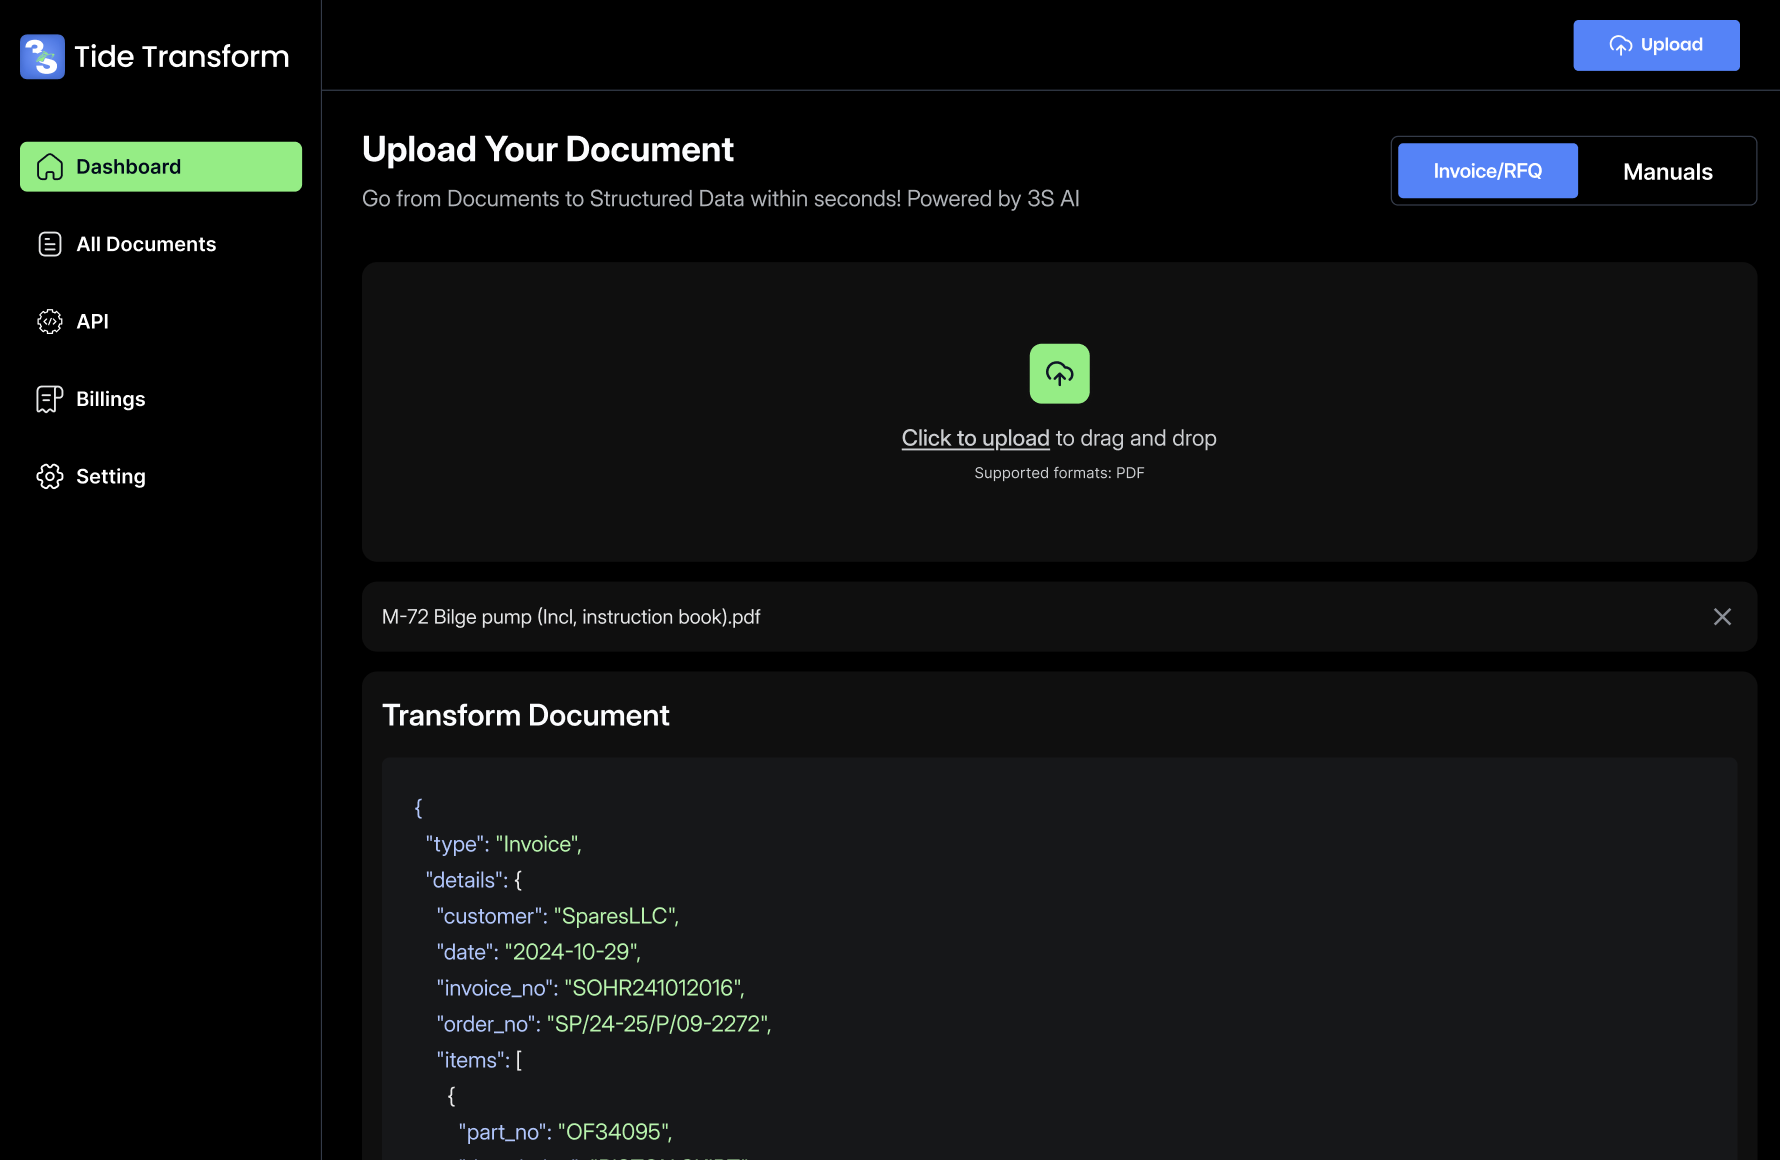 Tide Transform
Upload
Dashboard
All Documents
API
Billings
Setting
Upload Your Document
Go from Documents to Structured Data within seconds! Powered by 3S AI
Invoice/RFQ
Manuals
Click to upload to drag and drop
Supported formats: PDF
M-72 Bilge pump (Incl, instruction book).pdf
Transform Document
{
"type": "Invoice",
"details": {
"customer": "SparesLLC",
"date": "2024-10-29",
"invoice_no": "SOHR241012016",
"order_no": "SP/24-25/P/09-2272",
"items": [
{
"part_no": "OF34095",